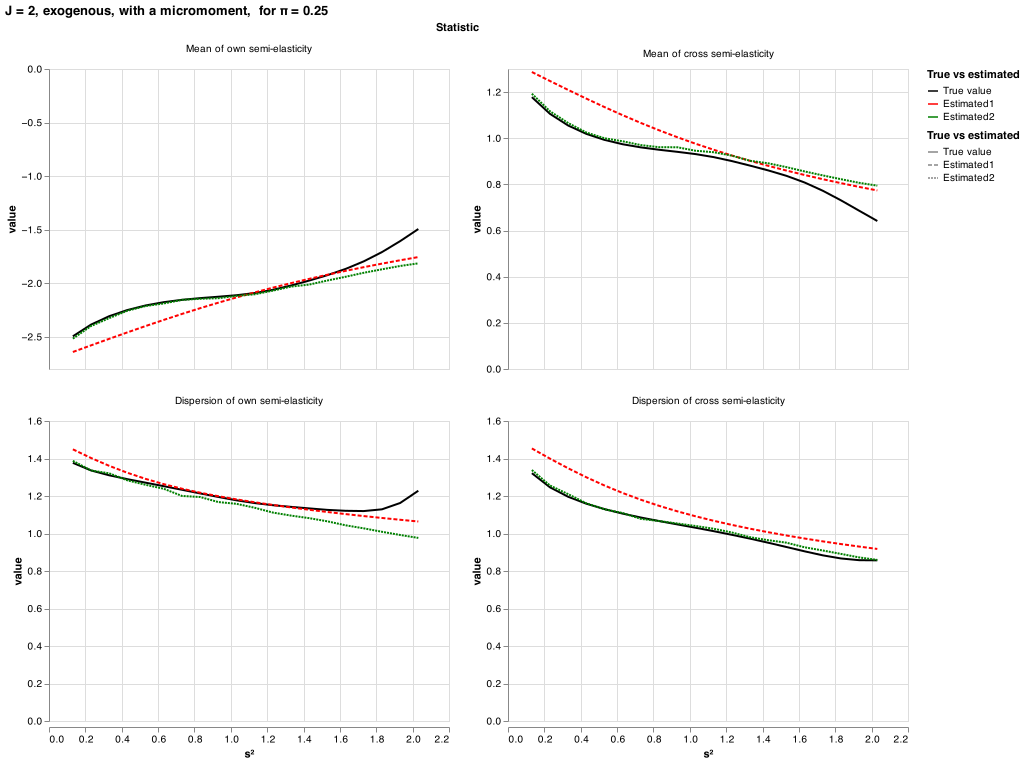 J = 2, exogenous, with a micromoment, for π = 0.25
Statistic
Mean of own semi-elasticity
0.0
−0.5
−1.0
−1.5
−2.0
−2.5
value
Mean of cross semi-elasticity
1.2
1.0
0.8
0.6
0.4
0.2
0.0
value
True vs estimated
True value
Estimated1
Estimated2
True vs estimated
True value
Estimated1
Estimated2
Dispersion of own semi-elasticity
1.6
1.4
1.2
1.0
0.8
0.6
0.4
0.2
0.0
value
0.0 0.2 0.4 0.6 0.8 1.0 1.2 1.4 1.6 1.8 2.0 2.2
s²
Dispersion of cross semi-elasticity
1.6
1.4
1.2
1.0
0.8
0.6
0.4
0.2
0.0
value
0.0 0.2 0.4 0.6 0.8 1.0 1.2 1.4 1.6 1.8 2.0 2.2
s²